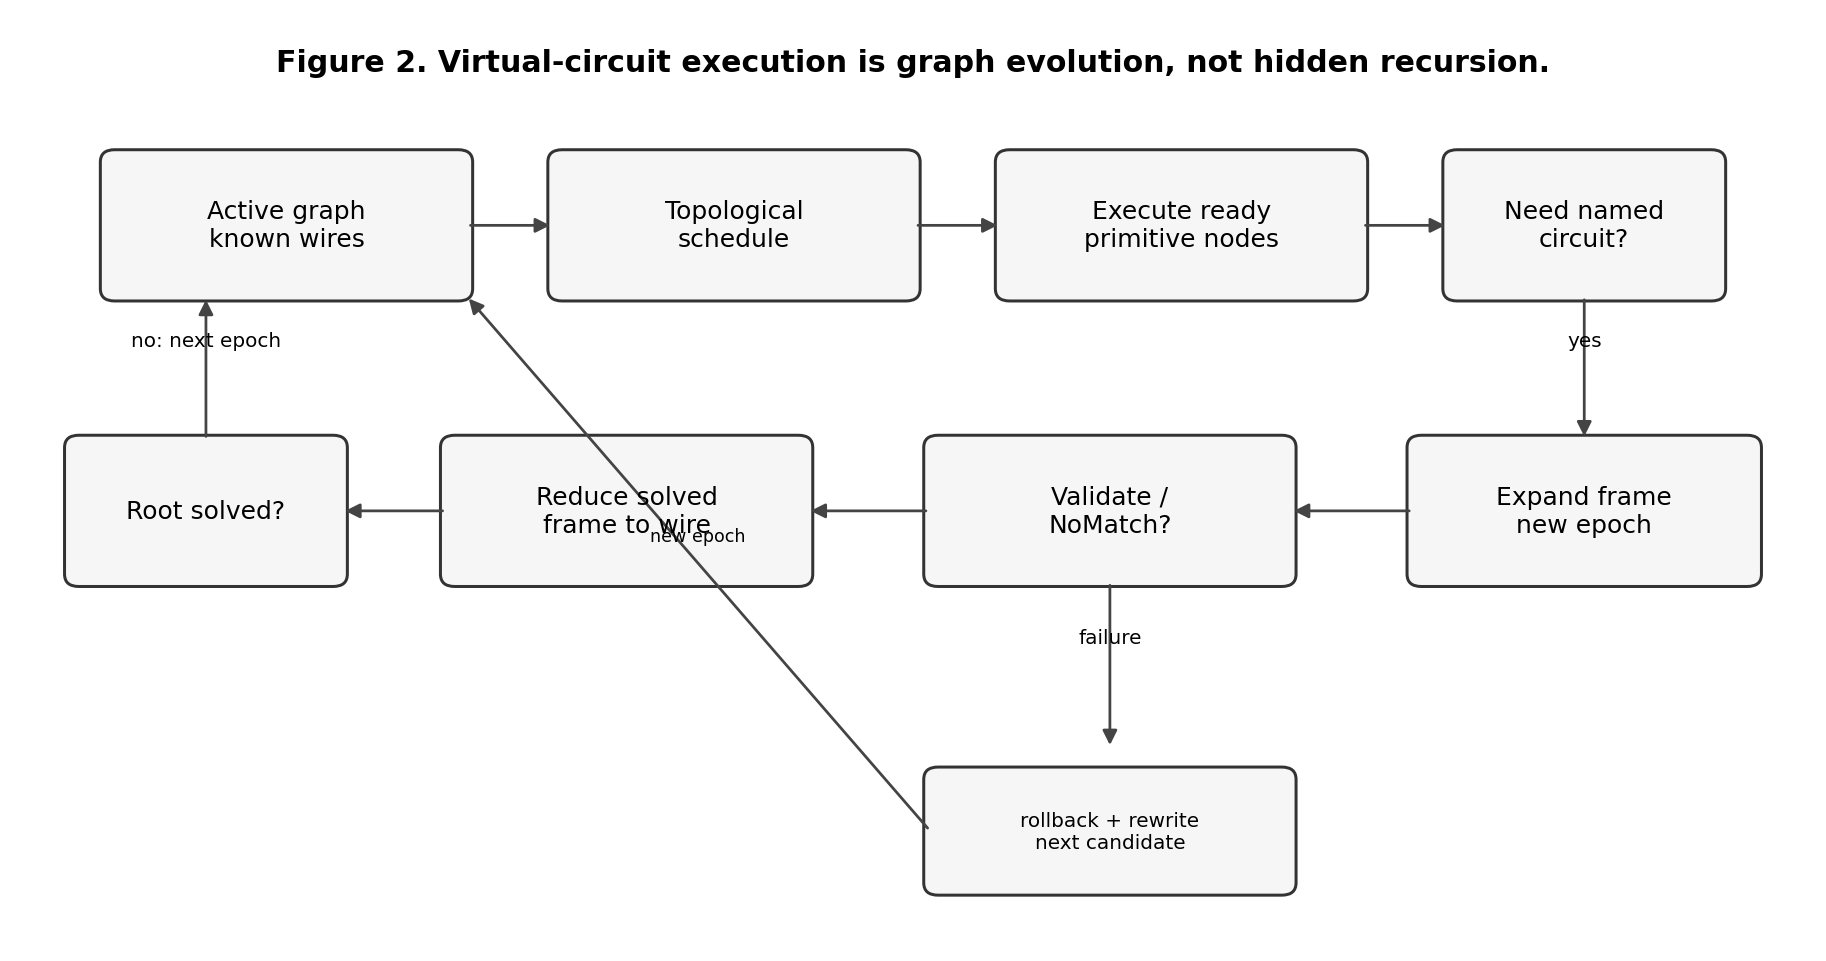 Figure 2. Virtual-circuit execution is graph evolution, not hidden recursion.
Active graph
known wires
Topological
schedule
Execute ready
primitive nodes
Need named
circuit?
no: next epoch
yes
Root solved?
Reduce solved
frame to wire
new epoch
Validate /
NoMatch?
Expand frame
new epoch
failure
rollback + rewrite
next candidate